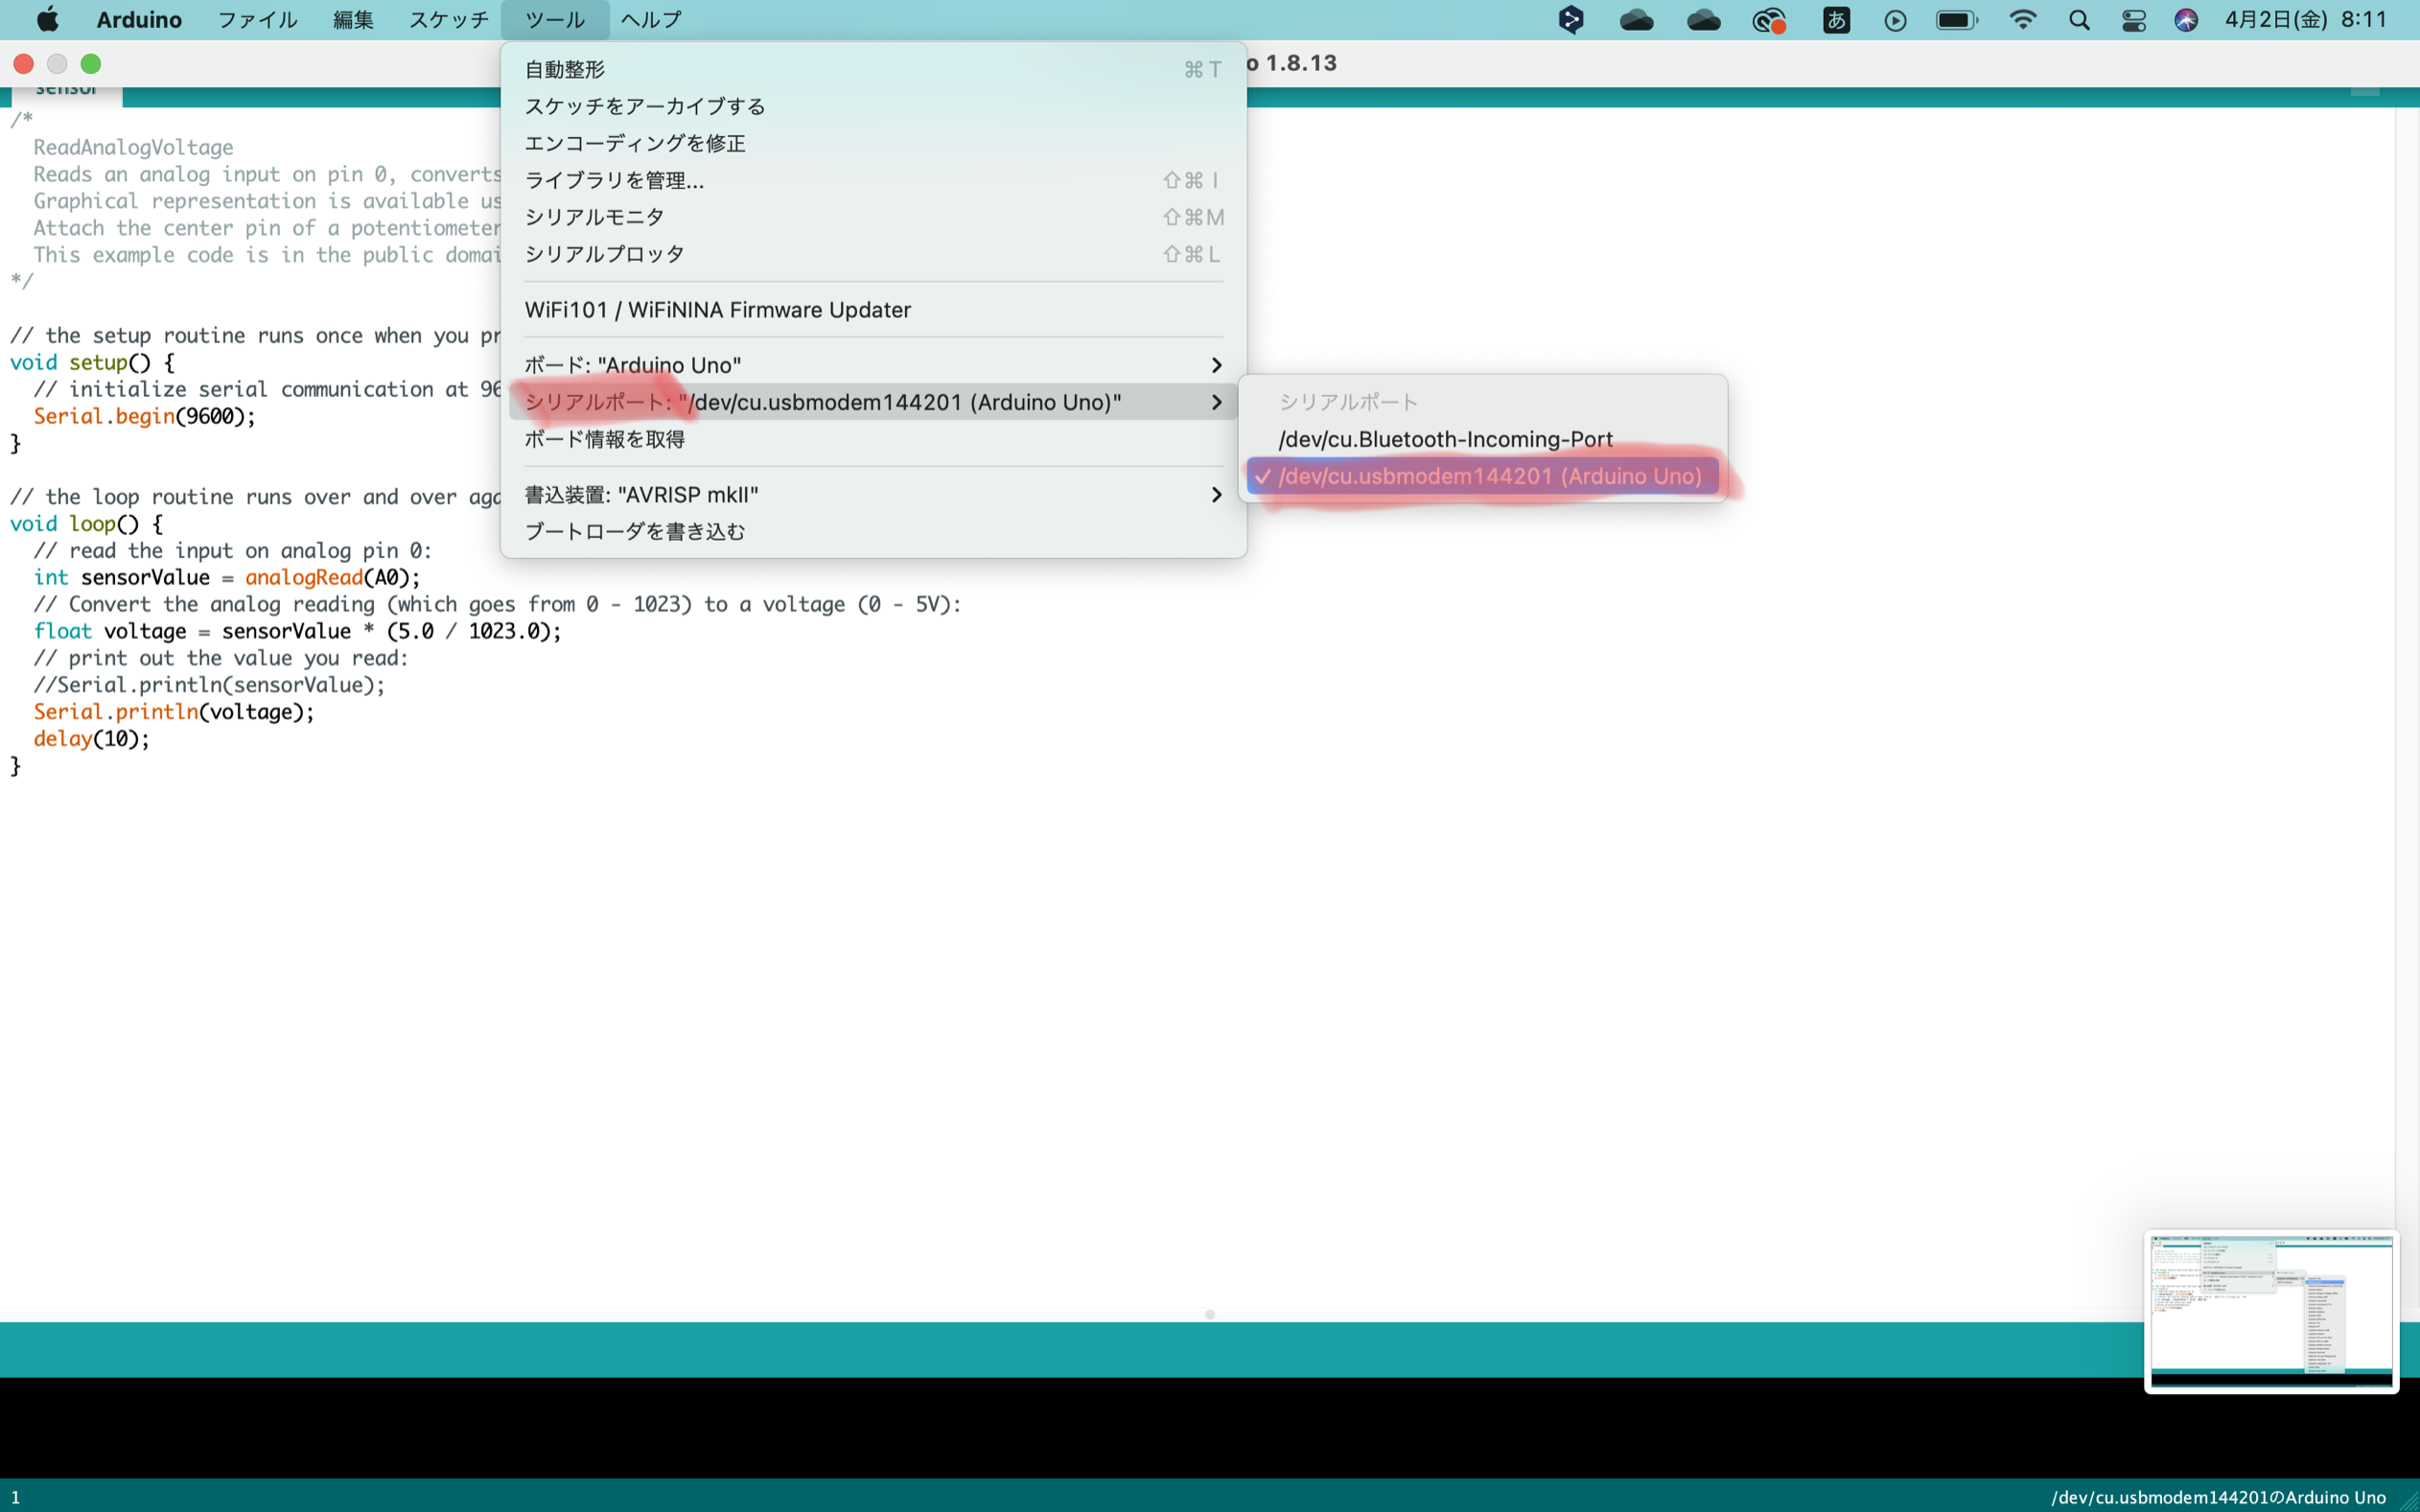 Arduino ファイル 編集 スケッチ ツール ヘルプ あ 4月2日(金) 8:11
o 1.8.13
sensor
/*
ReadAnalogVoltage
Reads an analog input on pin 0, converts
Graphical representation is available us
Attach the center pin of a potentiometer
This example code is in the public domai
*/
// the setup routine runs once when you pr
void setup() {
// initialize serial communication at 96
Serial.begin(9600);
}
// the loop routine runs over and over aga
void loop() {
// read the input on analog pin 0:
int sensorValue = analogRead(A0);
// Convert the analog reading (which goes from 0 - 1023) to a voltage (0 - 5V):
float voltage = sensorValue * (5.0 / 1023.0);
// print out the value you read:
//Serial.println(sensorValue);
Serial.println(voltage);
delay(10);
}
自動整形 ⌘T
スケッチをアーカイブする
エンコーディングを修正
ライブラリを管理... ⇧⌘I
シリアルモニタ ⇧⌘M
シリアルプロッタ ⇧⌘L
WiFi101 / WiFiNINA Firmware Updater
ボード: "Arduino Uno"
シリアルポート: "/dev/cu.usbmodem144201 (Arduino Uno)"
ボード情報を取得
書込装置: "AVRISP mkII"
ブートローダを書き込む
シリアルポート
/dev/cu.Bluetooth-Incoming-Port
✓ /dev/cu.usbmodem144201 (Arduino Uno)
1
/dev/cu.usbmodem144201のArduino Uno